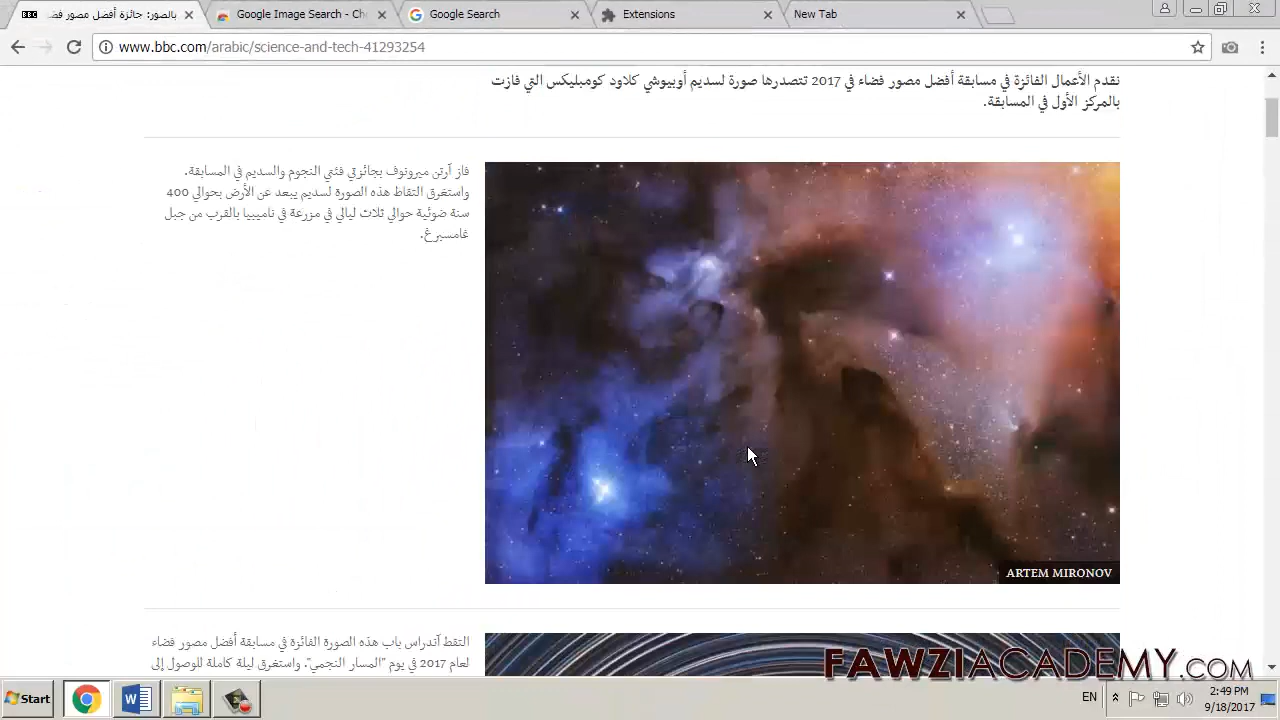 بالصور: جائزة أفضل مصور فض
Google Image Search - Ch
Google Search
Extensions
New Tab
www.bbc.com/arabic/science-and-tech-41293254
نقدم الأعمال الفائزة في مسابقة أفضل مصور فضاء في 2017 تتصدرها صورة لسديم أوبيوشي كلاود كومبليكس التي فازت
بالمركز الأول في المسابقة.
فاز آرتن ميرونوف بجائزتي فئتي النجوم والسديم في المسابقة.
واستغرق التقاط هذه الصورة لسديم يبعد عن الأرض بحوالي 400
سنة ضوئية حوالي ثلاث ليالي في مزرعة في ناميبيا بالقرب من جبل
غامسبرغ.
ARTEM MIRONOV
التقط آندراس باب هذه الصورة الفائزة في مسابقة أفضل مصور فضاء
لعام 2017 في يوم "المسار النجمي". واستغرق ليلة كاملة للوصول إلى
FAWZIACADEMY.COM
Start
EN
2:49 PM
9/18/2017